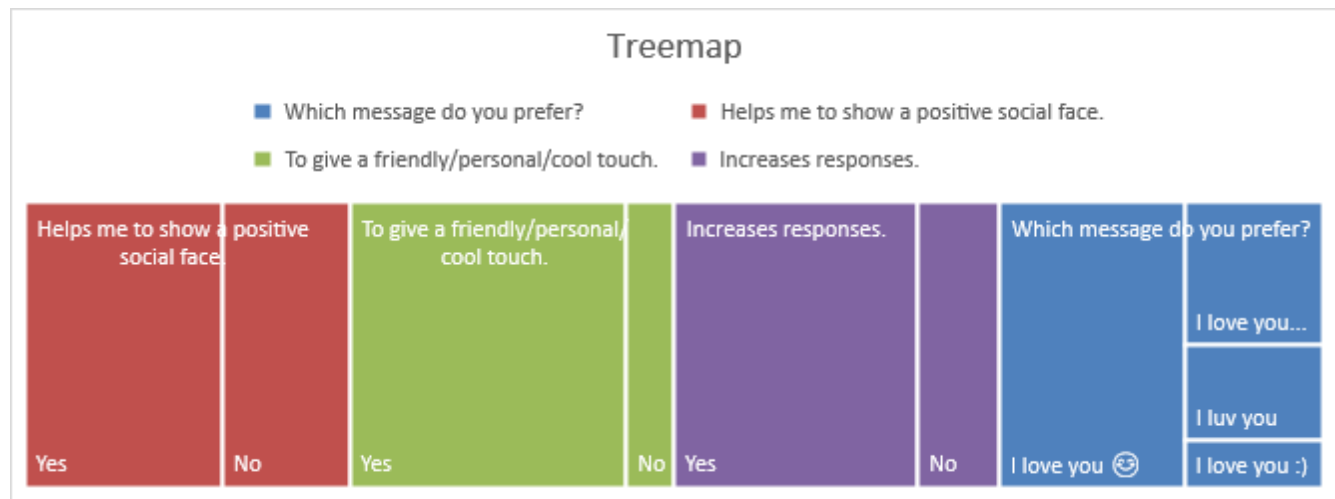 Treemap
Which message do you prefer?
Helps me to show a positive social face.
To give a friendly/personal/cool touch.
Increases responses.
Helps me to show a positive
social face.
Yes
No
To give a friendly/personal/
cool touch.
Yes
No
Increases responses.
Yes
No
Which message do you prefer?
I love you 😊
I love you...
I luv you
I love you :)